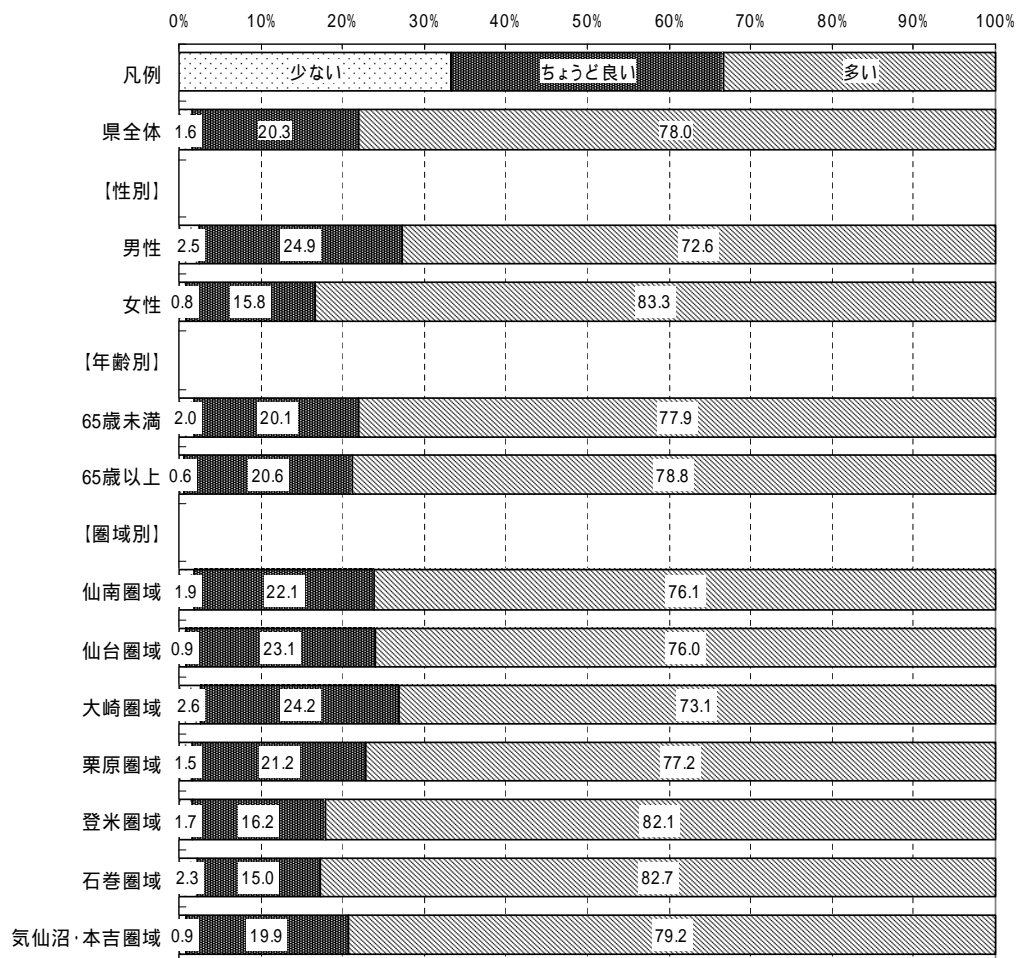 0% 10% 20% 30% 40% 50% 60% 70% 80% 90% 100%
凡例 少ない ちょうど良い 多い
県全体 1.6 20.3 78.0
【性別】
男性 2.5 24.9 72.6
女性 0.8 15.8 83.3
【年齢別】
65歳未満 2.0 20.1 77.9
65歳以上 0.6 20.6 78.8
【圏域別】
仙南圏域 1.9 22.1 76.1
仙台圏域 0.9 23.1 76.0
大崎圏域 2.6 24.2 73.1
栗原圏域 1.5 21.2 77.2
登米圏域 1.7 16.2 82.1
石巻圏域 2.3 15.0 82.7
気仙沼・本吉圏域 0.9 19.9 79.2